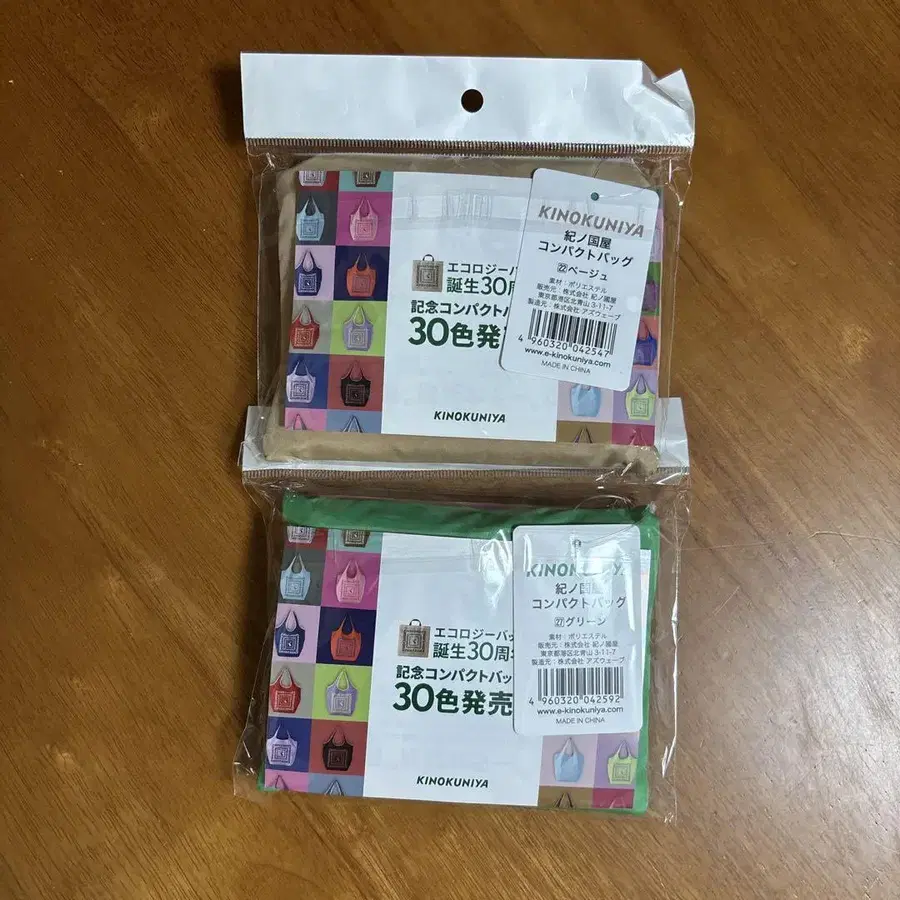 エコロジーバ
誕生30周
記念コンパクトバ
30色発売
KINOKUNIYA
KINOKUNIYA
紀ノ国屋
コンパクトバッグ
㉒ベージュ
素材：ポリエステル
販売元：株式会社 紀ノ國屋
東京都港区北青山 3-11-7
製造元：株式会社 アズウェーブ
4 960320 042547
www.e-kinokuniya.com
MADE IN CHINA
エコロジーバッ
誕生30周
記念コンパクトバッ
30色発売
KINOKUNIYA
KINOKUNIYA
紀ノ国屋
コンパクトバッグ
㉗グリーン
素材：ポリエステル
販売元：株式会社 紀ノ國屋
東京都港区北青山 3-11-7
製造元：株式会社 アズウェーブ
4 960320 042592
www.e-kinokuniya.com
MADE IN CHINA